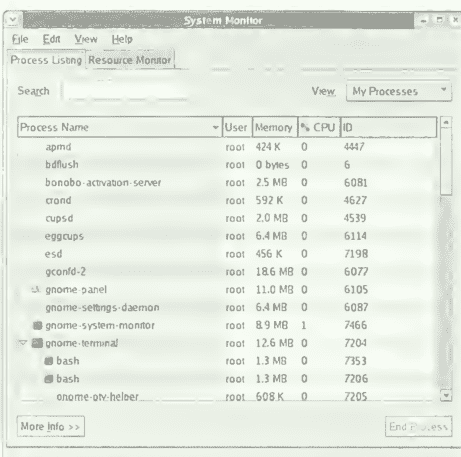 System Monitor
File Edit View Help
Process Listing Resource Monitor
Search View My Processes
Process Name User Memory % CPU ID
apmd root 424 K 0 4447
bdflush root 0 bytes 0 6
bonobo-activation-server root 2.5 MB 0 6081
crond root 592 K 0 4627
cupsd root 2.0 MB 0 4539
eggcups root 6.4 MB 0 6114
esd root 456 K 0 7198
gconfd-2 root 18.6 MB 0 6077
gnome-panel root 11.0 MB 0 6105
gnome-settings-daemon root 6.4 MB 0 6087
gnome-system-monitor root 8.9 MB 1 7466
gnome-terminal root 12.6 MB 0 7204
bash root 1.3 MB 0 7353
bash root 1.3 MB 0 7206
gnome-pty-helper root 608 K 0 7205
More Info >> End Process